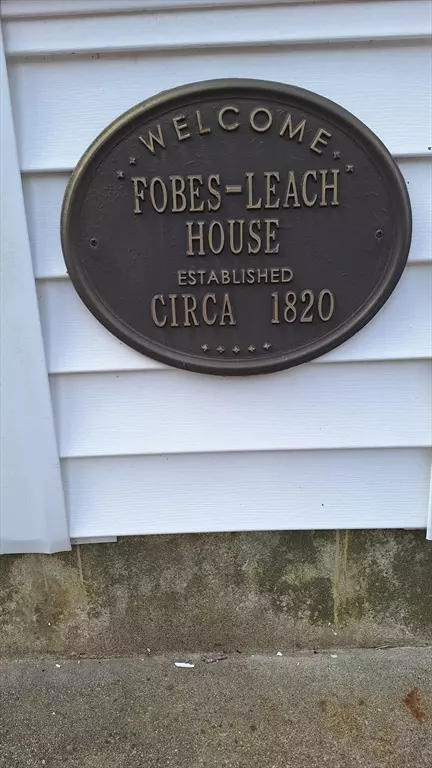 WELCOME
FOBES-LEACH
HOUSE
ESTABLISHED
CIRCA 1820